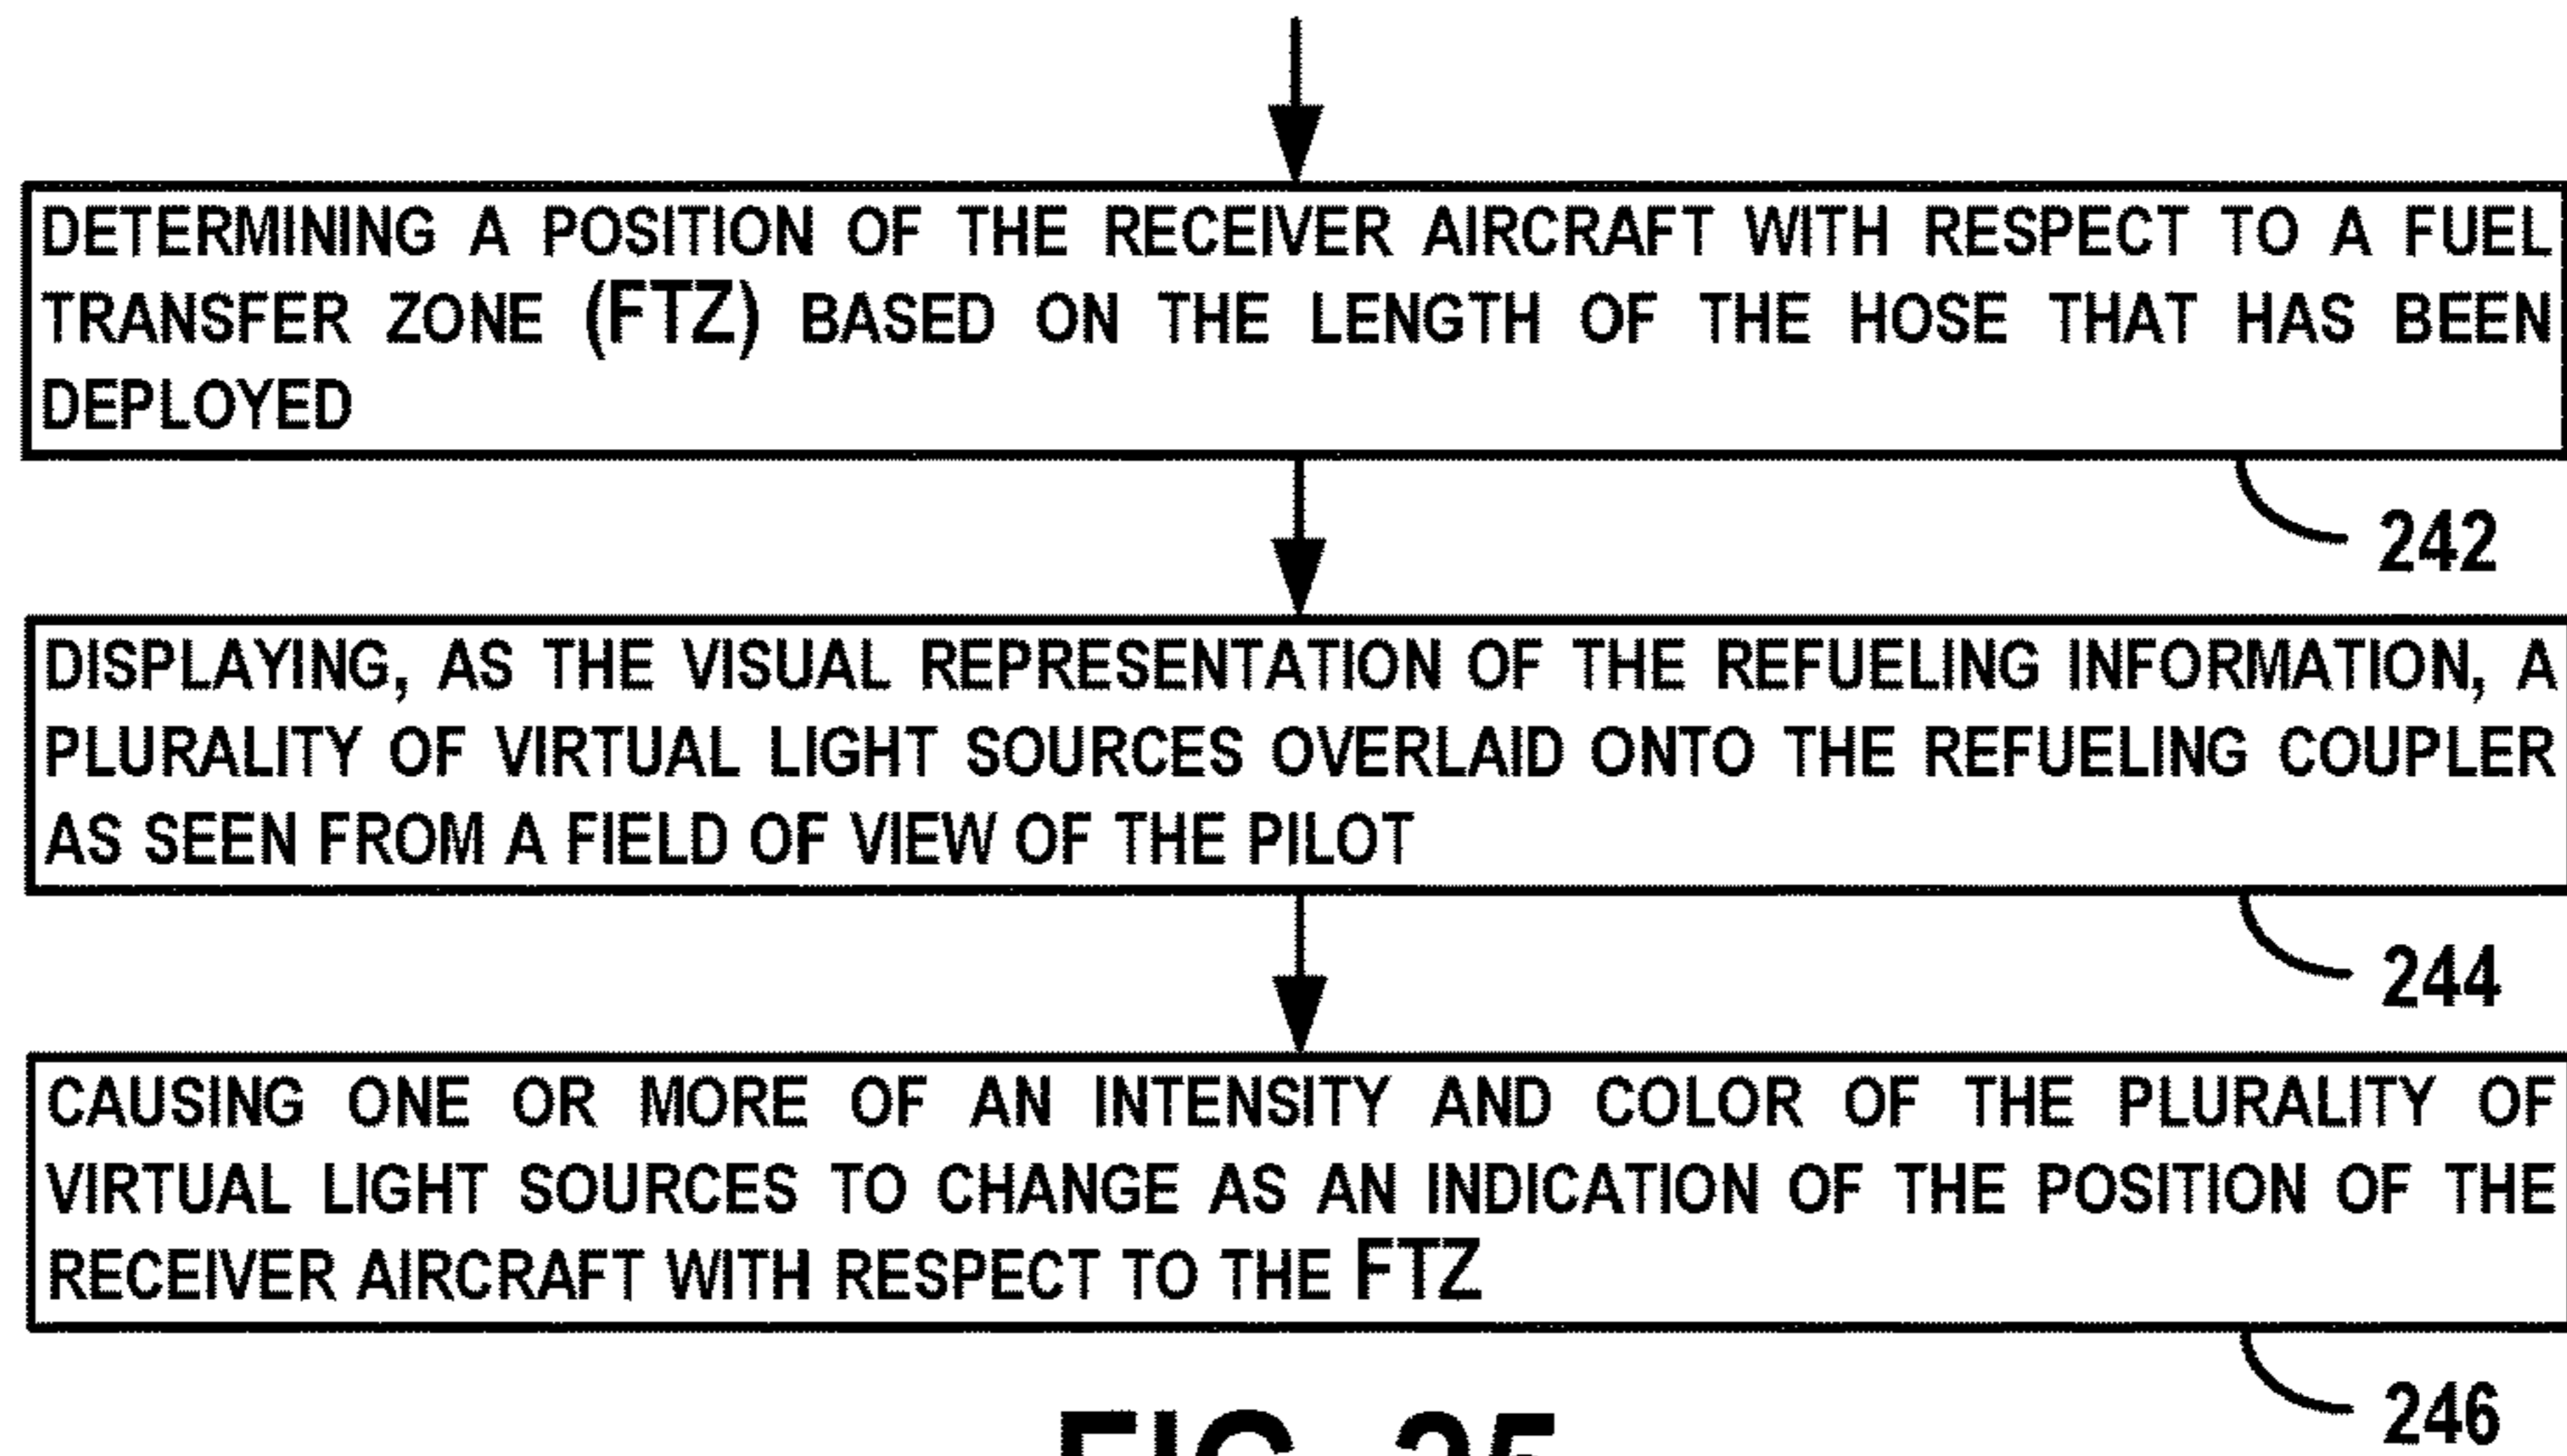 DETERMINING A POSITION OF THE RECEIVER AIRCRAFT WITH RESPECT TO A FUEL
TRANSFER ZONE (FTZ) BASED ON THE LENGTH OF THE HOSE THAT HAS BEEN
DEPLOYED
242
DISPLAYING, AS THE VISUAL REPRESENTATION OF THE REFUELING INFORMATION, A
PLURALITY OF VIRTUAL LIGHT SOURCES OVERLAID ONTO THE REFUELING COUPLER
AS SEEN FROM A FIELD OF VIEW OF THE PILOT
244
CAUSING ONE OR MORE OF AN INTENSITY AND COLOR OF THE PLURALITY OF
VIRTUAL LIGHT SOURCES TO CHANGE AS AN INDICATION OF THE POSITION OF THE
RECEIVER AIRCRAFT WITH RESPECT TO THE FTZ
246
FIG. 25